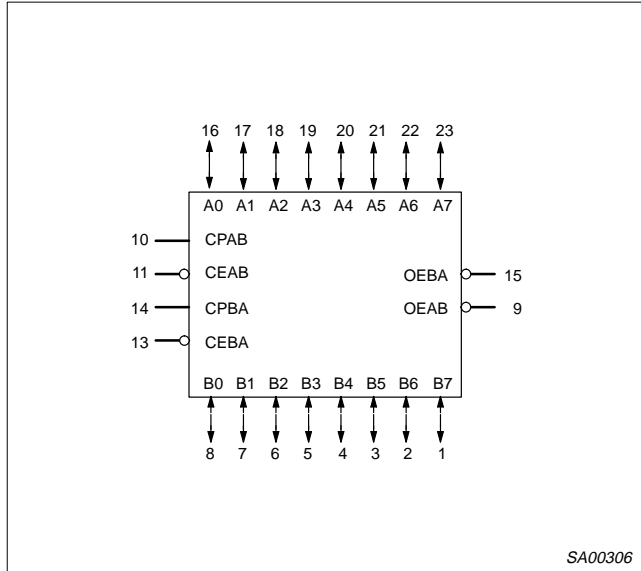 16 17 18 19 20 21 22 23
A0 A1 A2 A3 A4 A5 A6 A7
10 CPAB
11 CEAB OEBA 15
14 CPBA OEAB 9
13 CEBA
B0 B1 B2 B3 B4 B5 B6 B7
8 7 6 5 4 3 2 1
SA00306